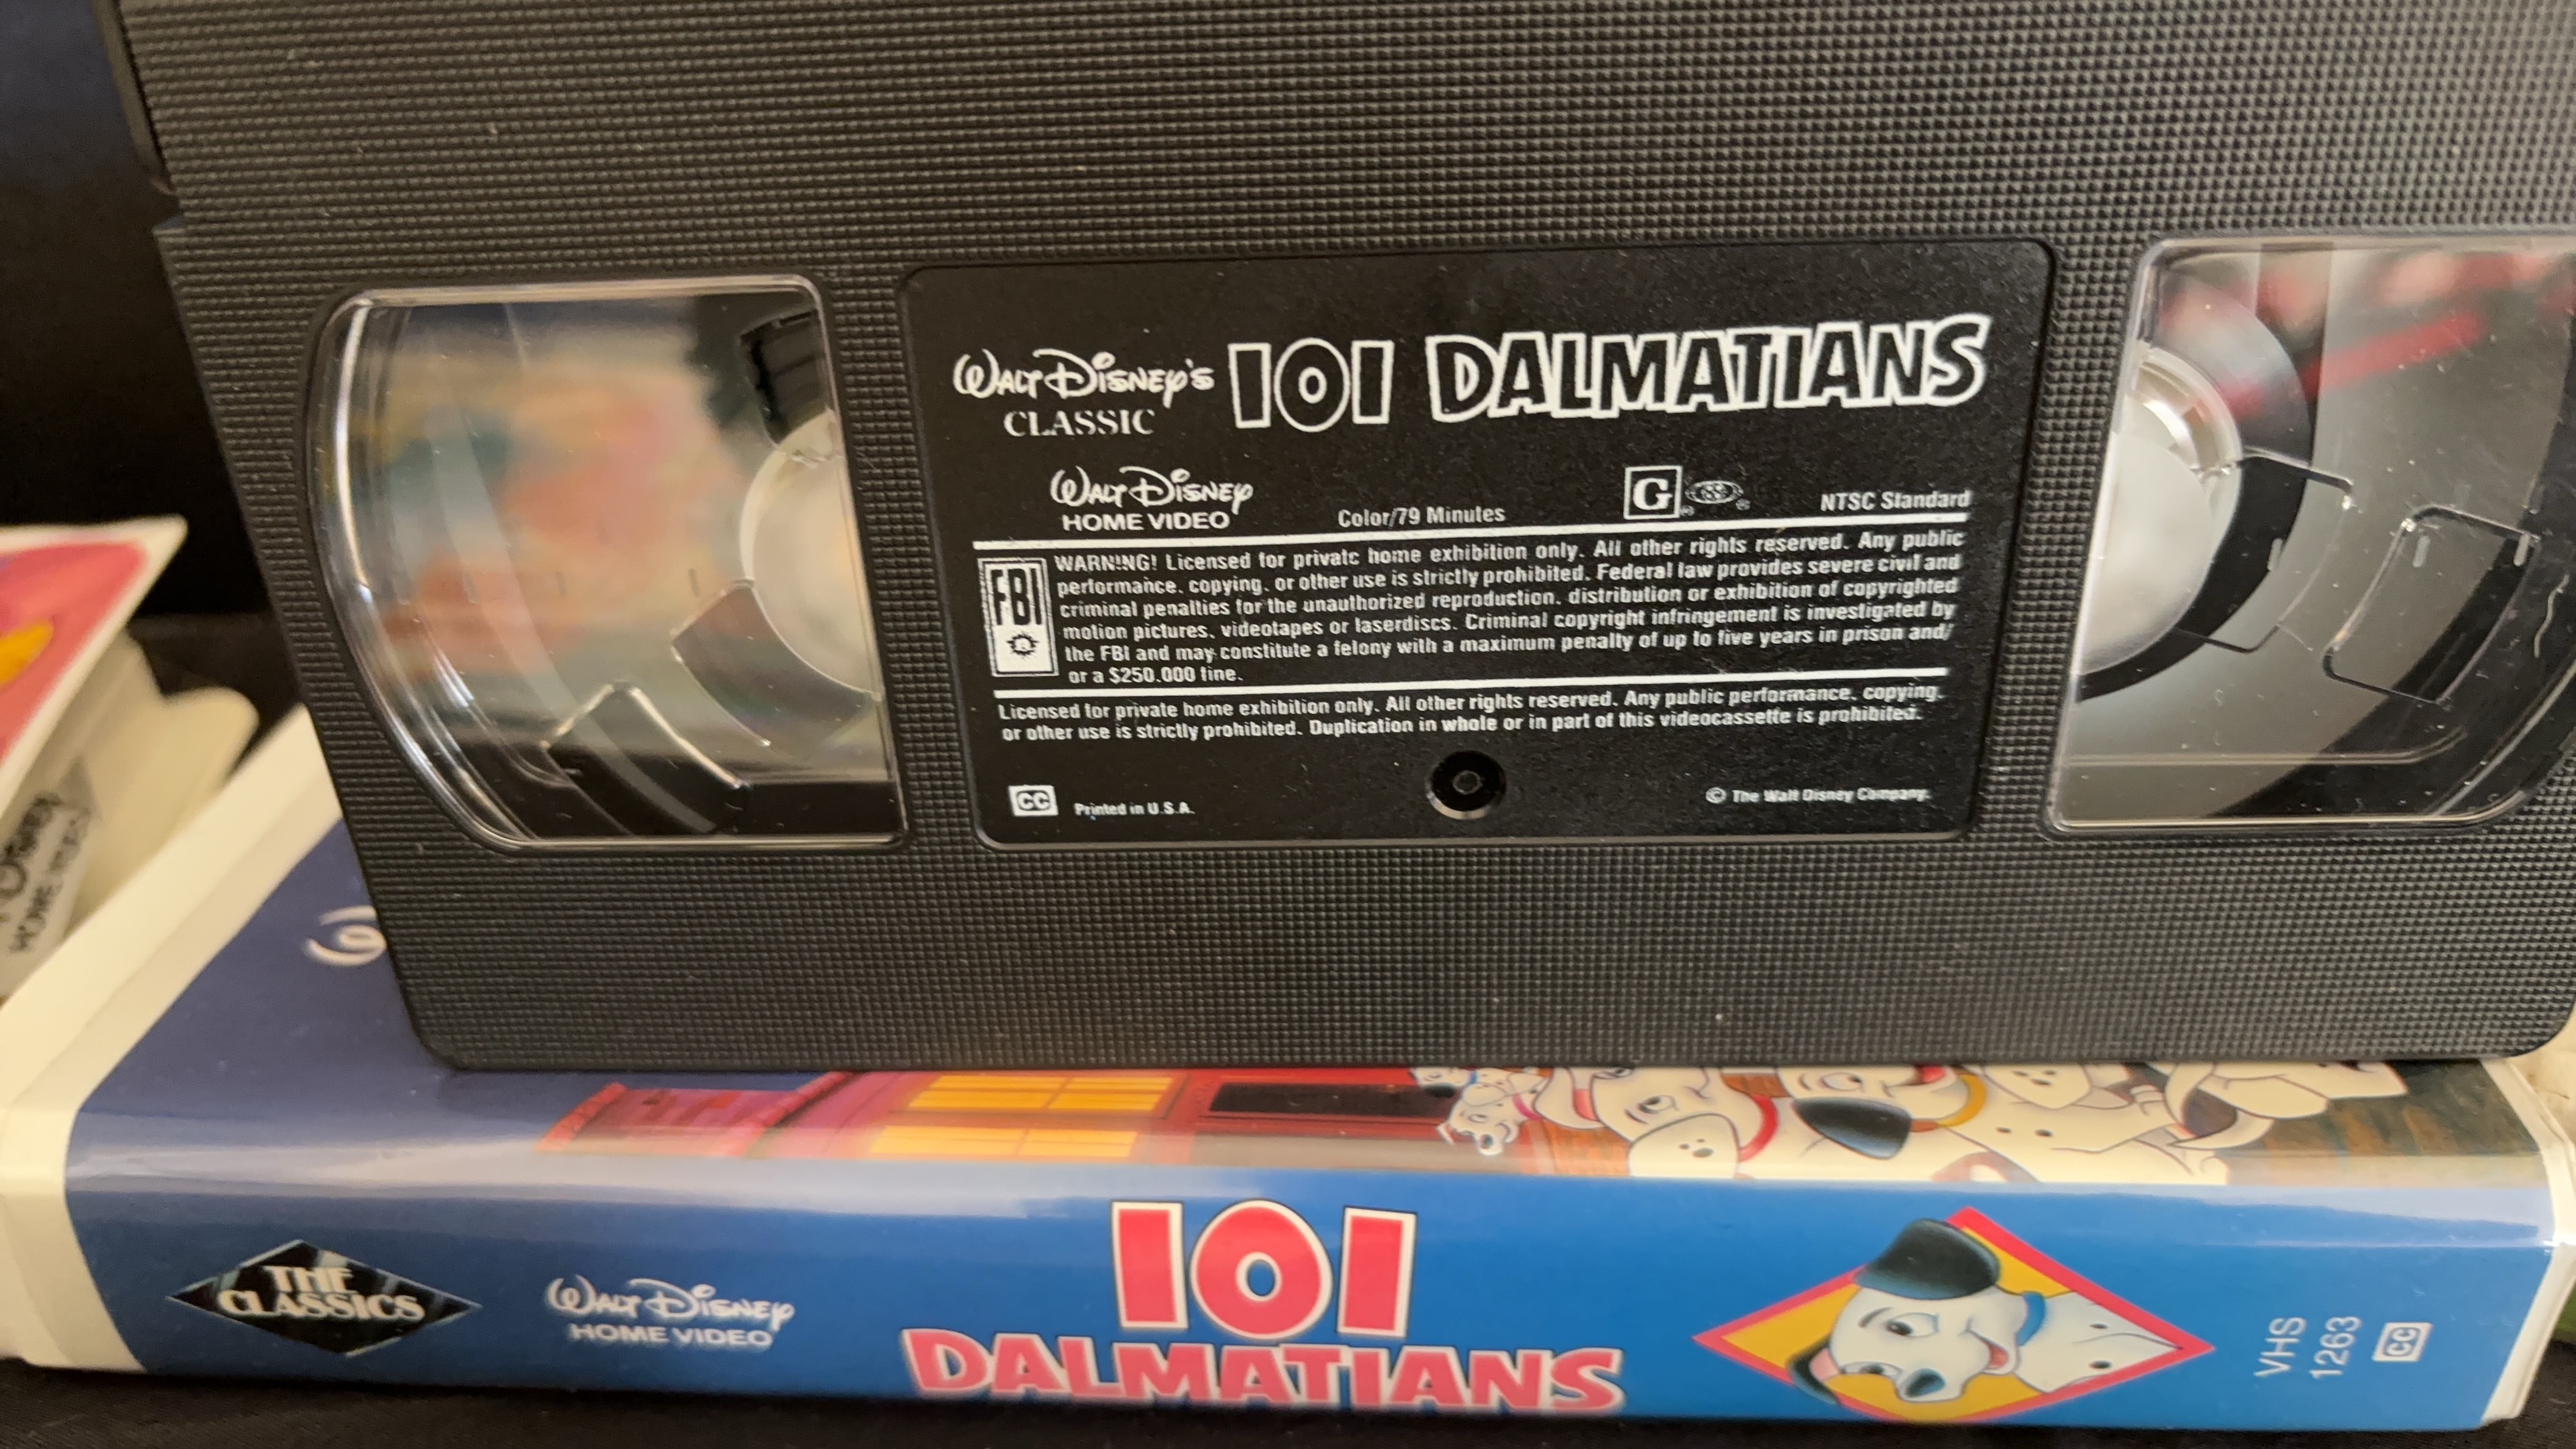 WALT DISNEY'S
CLASSIC
101 DALMATIANS
WALT DISNEY
HOME VIDEO
Color/79 Minutes
G
NTSC Standard
FBI
WARNING! Licensed for private home exhibition only. All other rights reserved. Any public
performance, copying, or other use is strictly prohibited. Federal law provides severe civil and
criminal penalties for the unauthorized reproduction, distribution or exhibition of copyrighted
motion pictures, videotapes or laserdiscs. Criminal copyright infringement is investigated by
the FBI and may constitute a felony with a maximum penalty of up to five years in prison and/
or a $250,000 fine.
Licensed for private home exhibition only. All other rights reserved. Any public performance, copying,
or other use is strictly prohibited. Duplication in whole or in part of this videocassette is prohibited.
CC
Printed in U.S.A.
© The Walt Disney Company.
DISNEY
HOME VIDEO
THE
CLASSICS
WALT DISNEY
HOME VIDEO
101
DALMATIANS
VHS
1263
CC